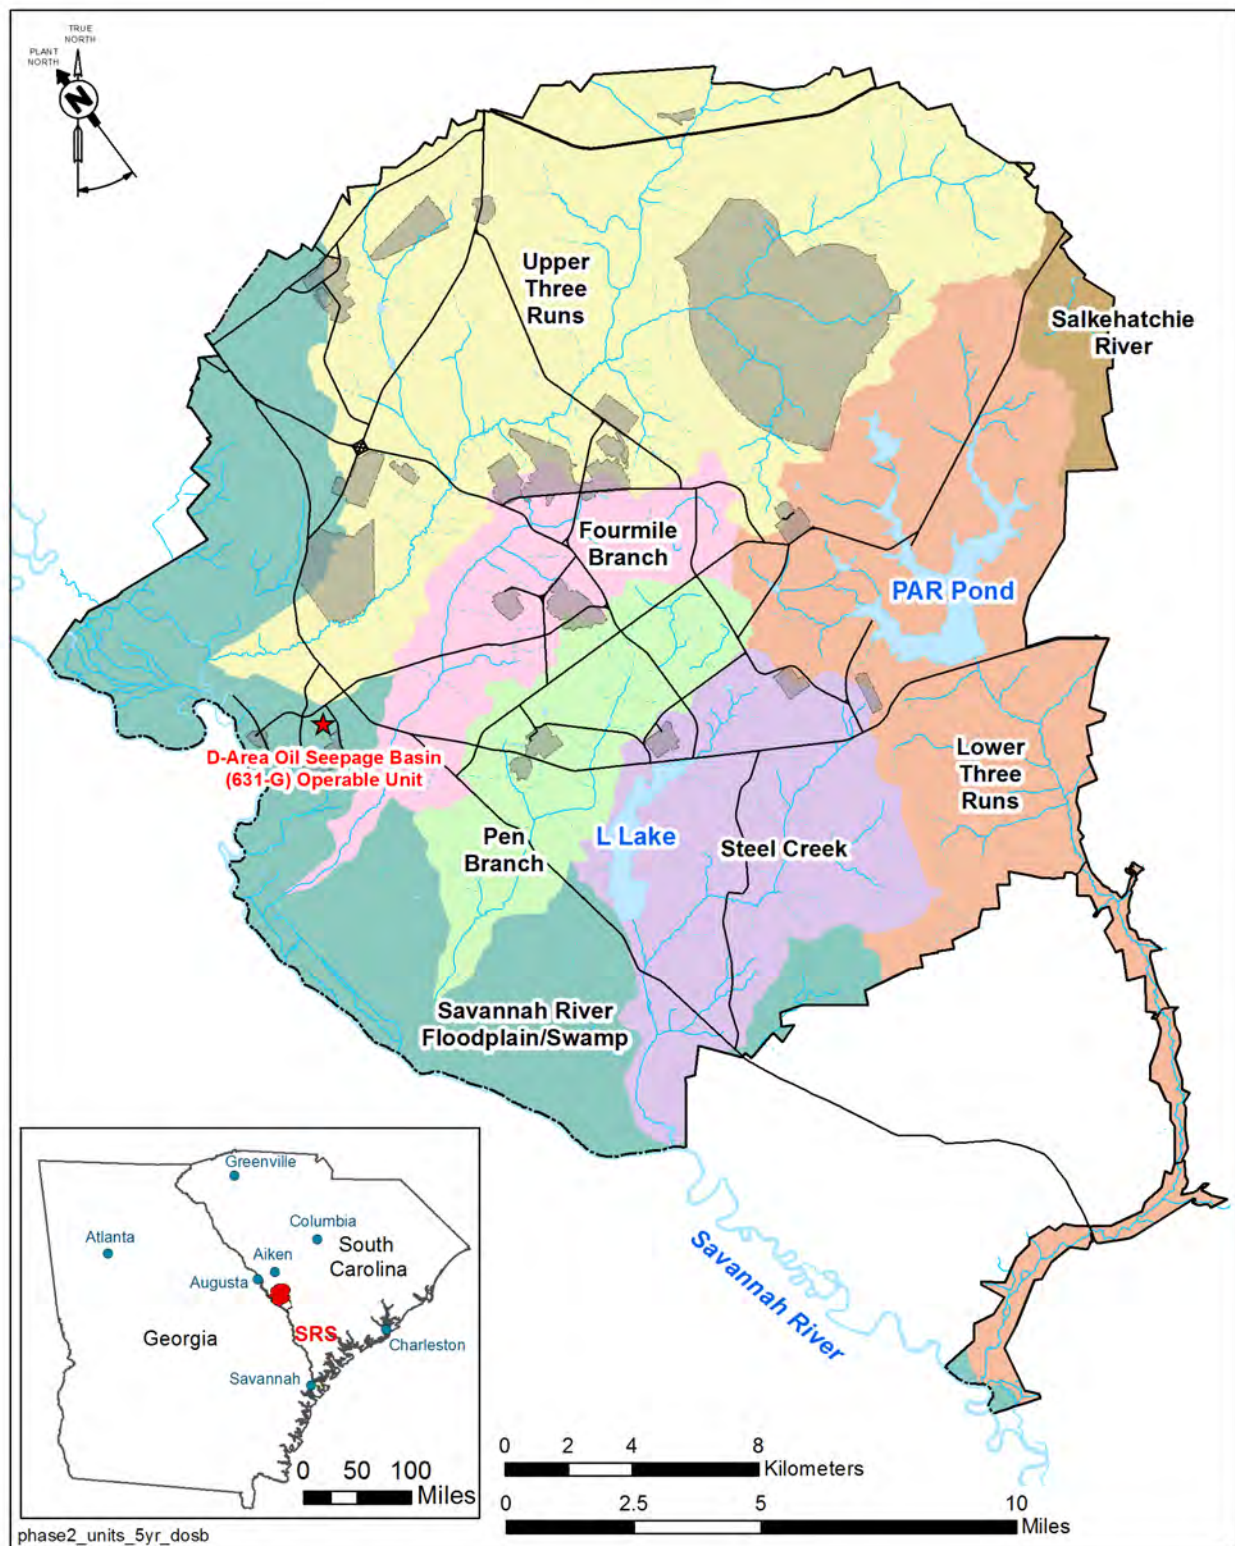 TRUE
NORTH
PLANT
NORTH
N
Upper
Three
Runs
Salkehatchie
River
Fourmile
Branch
PAR Pond
D-Area Oil Seepage Basin
(631-G) Operable Unit
Lower
Three
Runs
Pen
Branch
L Lake
Steel Creek
Savannah River
Floodplain/Swamp
Savannah River
Greenville
Atlanta
Columbia
Aiken
South
Carolina
Augusta
SRS
Georgia
Charleston
Savannah
0 50 100
Miles
0 2 4 8
Kilometers
0 2.5 5 10
Miles
phase2_units_5yr_dosb